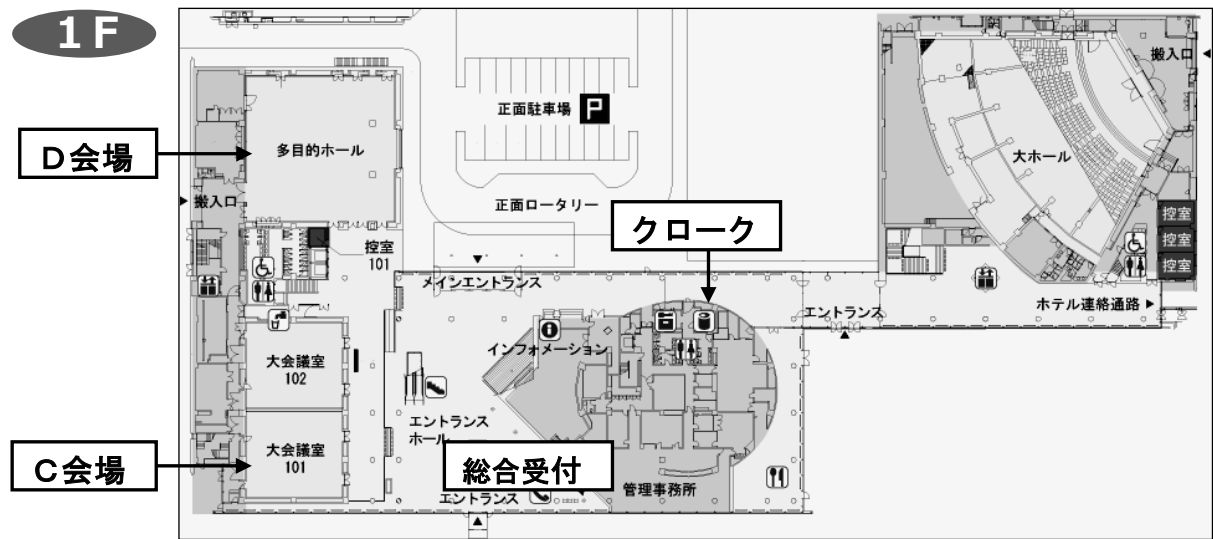 1F
搬入口
正面駐車場
P
D会場
多目的ホール
大ホール
搬入口
正面ロータリー
控室
控室
控室
クローク
控室
101
メインエントランス
ホテル連絡通路
エントランス
インフォメーション
大会議室
102
エントランス
ホール
C会場
大会議室
101
総合受付
管理事務所
エントランス